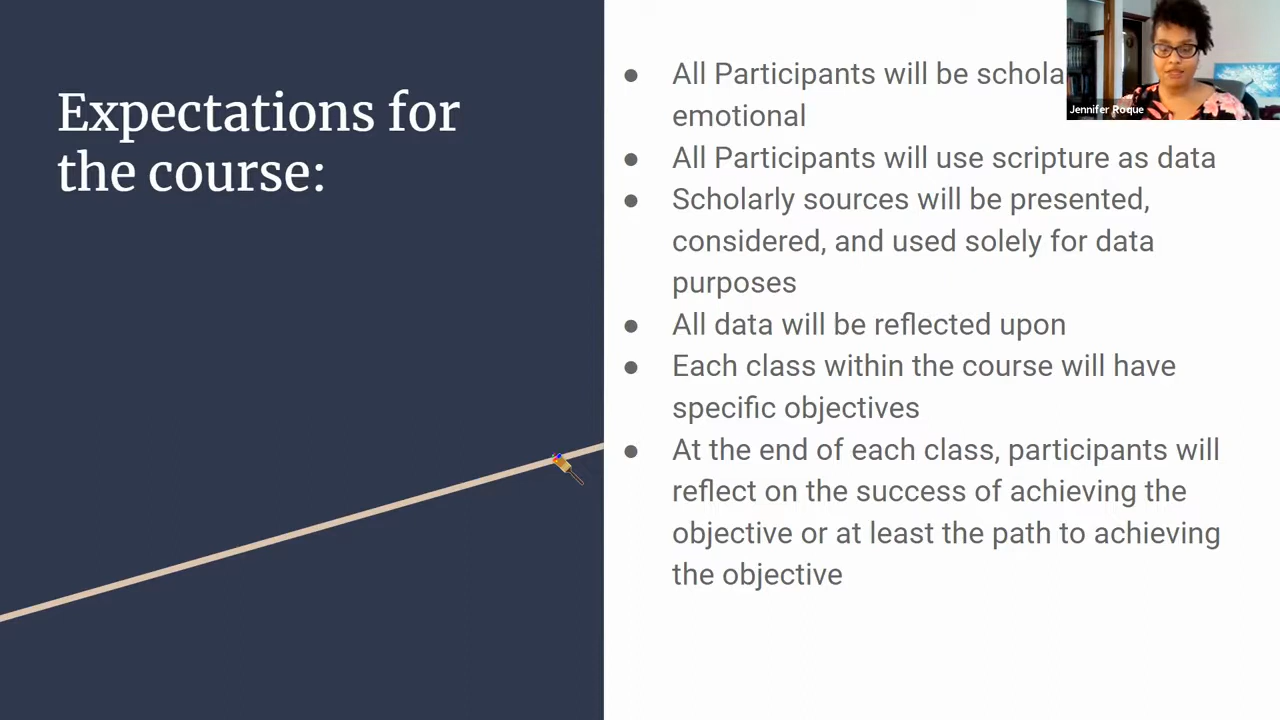 Expectations for
the course:
● All Participants will be schola
emotional
● All Participants will use scripture as data
● Scholarly sources will be presented,
considered, and used solely for data
purposes
● All data will be reflected upon
● Each class within the course will have
specific objectives
● At the end of each class, participants will
reflect on the success of achieving the
objective or at least the path to achieving
the objective
Jennifer Roque